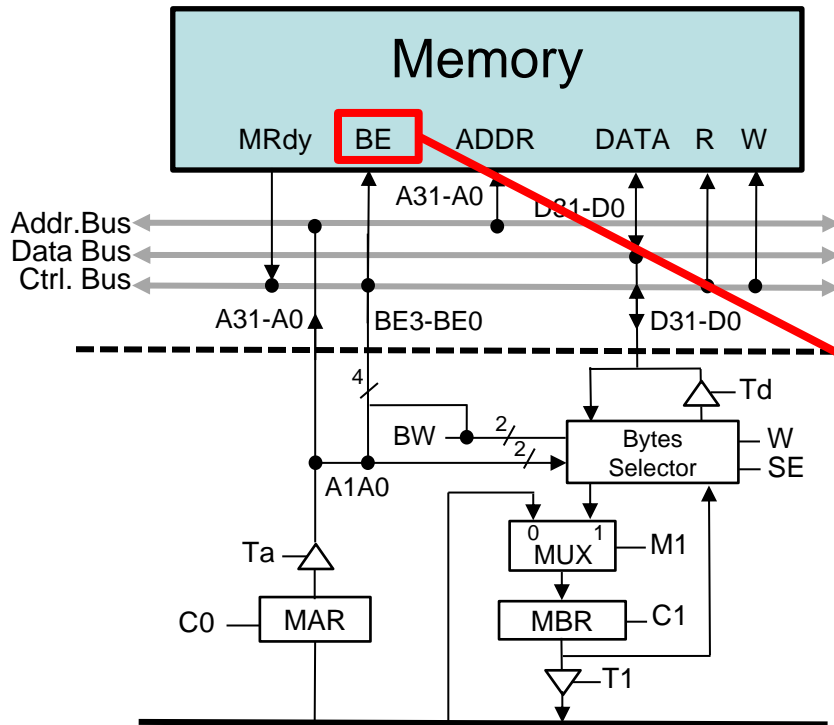 Memory
MRdy BE ADDR DATA R W
A31-A0 D31-D0
Addr.Bus
Data Bus
Ctrl. Bus
A31-A0 BE3-BE0 D31-D0
4 Td
BW 2 Bytes W
2 Selector SE
A1A0
0 1
Ta MUX M1
C0 MAR MBR C1
T1